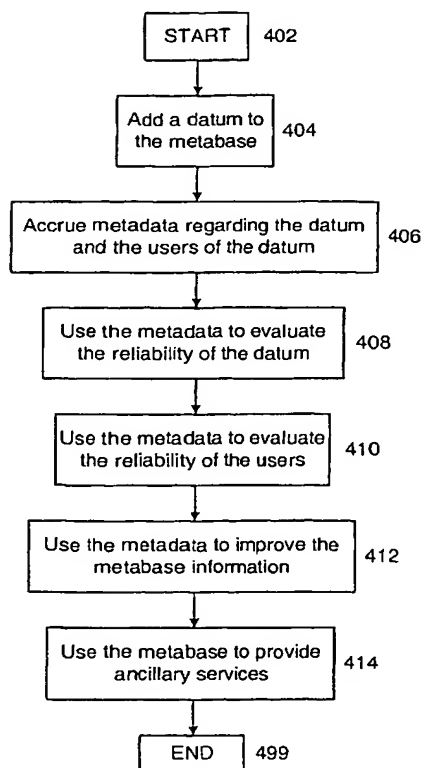 START 402
Add a datum to
the metabase 404
Accrue metadata regarding the datum
and the users of the datum 406
Use the metadata to evaluate
the reliability of the datum 408
Use the metadata to evaluate
the reliability of the users 410
Use the metadata to improve the
metabase information 412
Use the metabase to provide
ancillary services 414
END 499